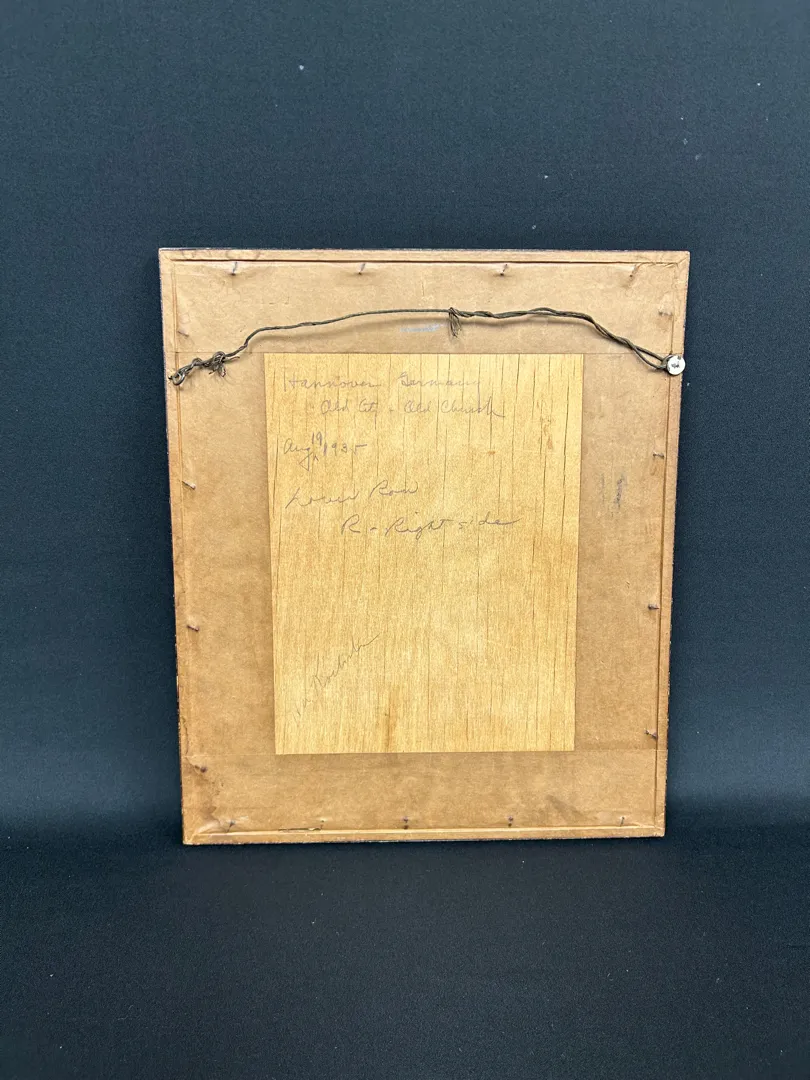 Hannover Germany
Old City - Old Church
Aug 19 1935
Lower Row
R - Right side